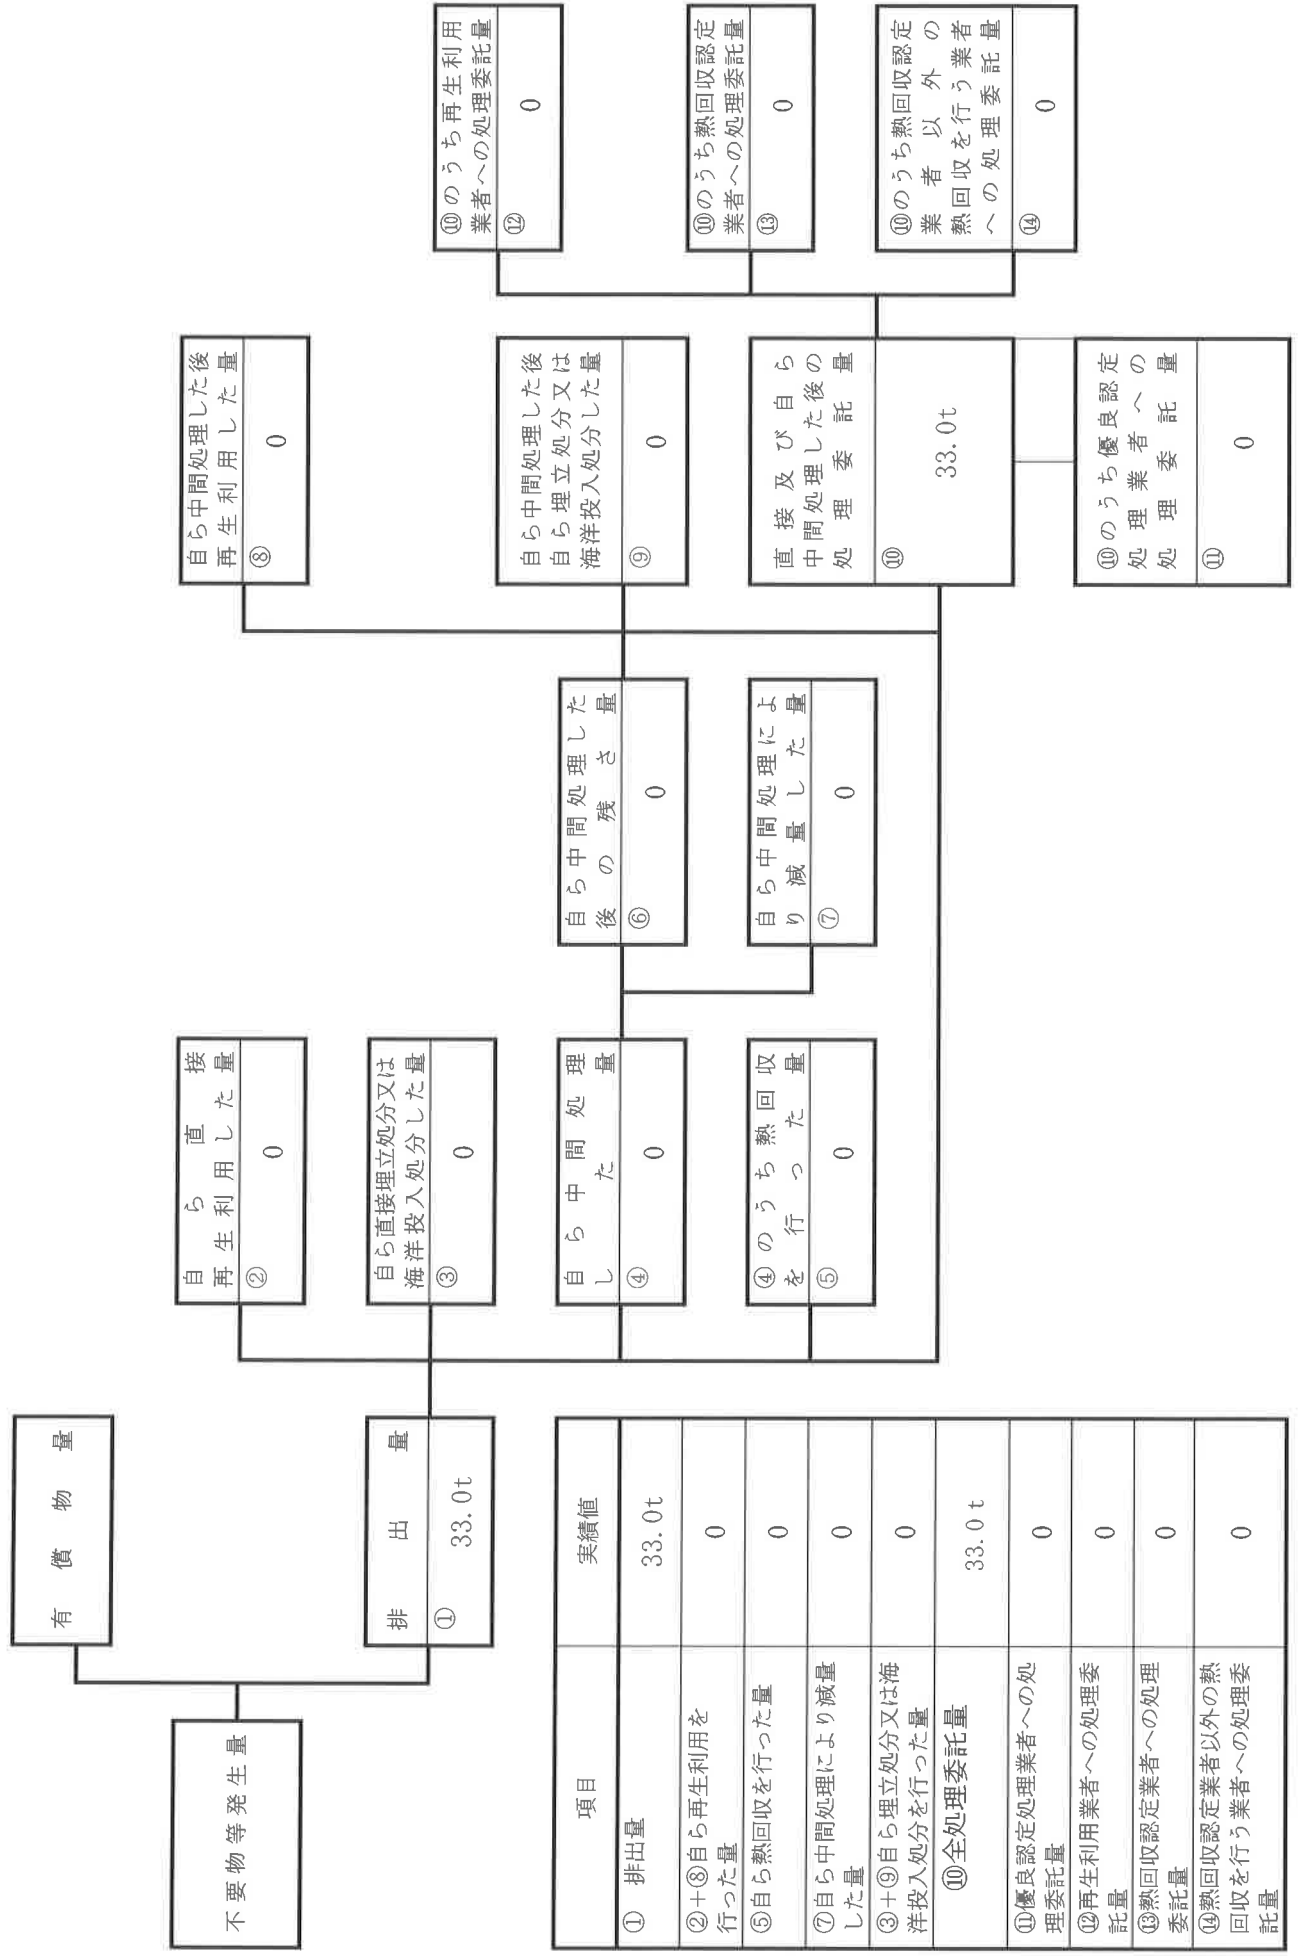 不要物等発生量
有償物量
排出量
① 33.0t
自ら直接
再生利用した量
② 0
自ら直接埋立処分又は
海洋投入処分した量
③ 0
自ら中間処理
した量
④ 0
④のうち熱回収
を行った量
⑤ 0
自ら中間処理した
後の残さ量
⑥ 0
自ら中間処理によ
り減量した量
⑦ 0
自ら中間処理した後
再生利用した量
⑧ 0
自ら中間処理した後
自ら埋立処分又は
海洋投入処分した量
⑨ 0
直接及び自ら
中間処理した後の
処理委託量
⑩ 33.0t
⑩のうち優良認定
処理業者への
処理委託量
⑪ 0
⑩のうち再生利用
業者への処理委託量
⑫ 0
⑩のうち熱回収認定
業者への処理委託量
⑬ 0
⑩のうち熱回収認定
業者以外の
熱回収を行う業者
への処理委託量
⑭ 0
項目 実績値
① 排出量 33.0t
②+⑧自ら再生利用を
行った量 0
⑤自ら熱回収を行った量 0
⑦自ら中間処理により減量
した量 0
③+⑨自ら埋立処分又は海
洋投入処分を行った量 0
⑩全処理委託量 33.0 t
⑪優良認定処理業者への処
理委託量 0
⑫再生利用業者への処理委
託量 0
⑬熱回収認定業者への処理
委託量 0
⑭熱回収認定業者以外の熱
回収を行う業者への処理委
託量 0